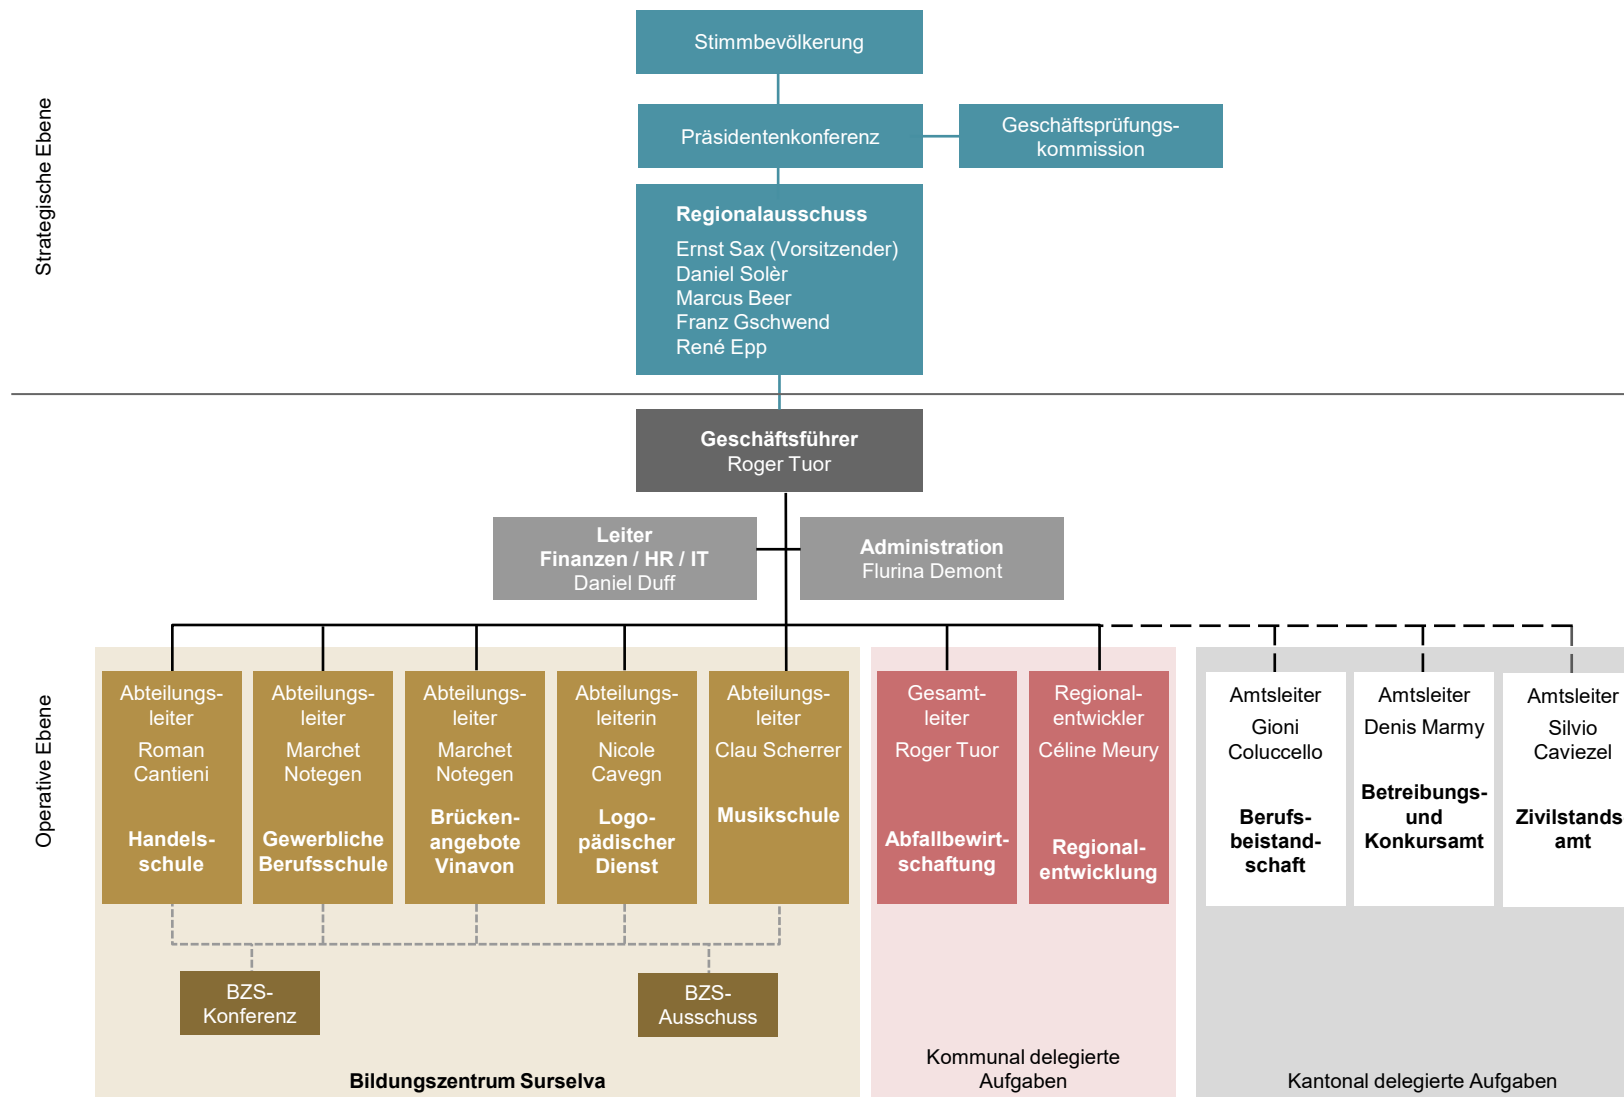 Strategische Ebene
Stimmbevölkerung
Präsidentenkonferenz
Geschäftsprüfungs-
kommission
Regionalausschuss
Ernst Sax (Vorsitzender)
Daniel Solèr
Marcus Beer
Franz Gschwend
René Epp
Operative Ebene
Geschäftsführer
Roger Tuor
Leiter
Finanzen / HR / IT
Daniel Duff
Administration
Flurina Demont
Abteilungs-
leiter
Roman
Cantieni
Handels-
schule
Abteilungs-
leiter
Marchet
Notegen
Gewerbliche
Berufsschule
Abteilungs-
leiter
Marchet
Notegen
Brücken-
angebote
Vinavon
Abteilungs-
leiterin
Nicole
Cavegn
Logo-
pädischer
Dienst
Abteilungs-
leiter
Clau Scherrer
Musikschule
BZS-
Konferenz
BZS-
Ausschuss
Bildungszentrum Surselva
Gesamt-
leiter
Roger Tuor
Abfallbewirt-
schaftung
Regional-
entwickler
Céline Meury
Regional-
entwicklung
Kommunal delegierte
Aufgaben
Amtsleiter
Gioni
Coluccello
Berufs-
beistand-
schaft
Amtsleiter
Denis Marmy
Betreibungs-
und
Konkursamt
Amtsleiter
Silvio
Caviezel
Zivilstands
amt
Kantonal delegierte Aufgaben